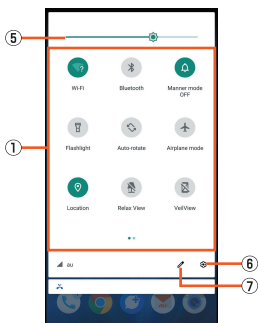 ⑤
①
Wi-Fi Bluetooth Manner mode
OFF
Flashlight Auto-rotate Airplane mode
Location Relax View VeilView
au ⑥
⑦